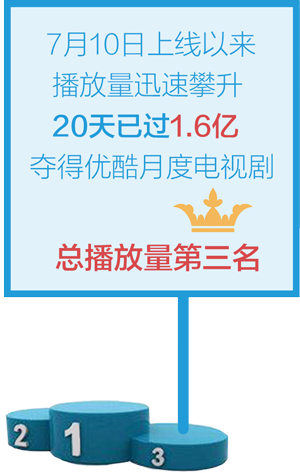 7月10日上线以来
播放量迅速攀升
20天已过1.6亿
夺得优酷月度电视剧
总播放量第三名
2
1
3